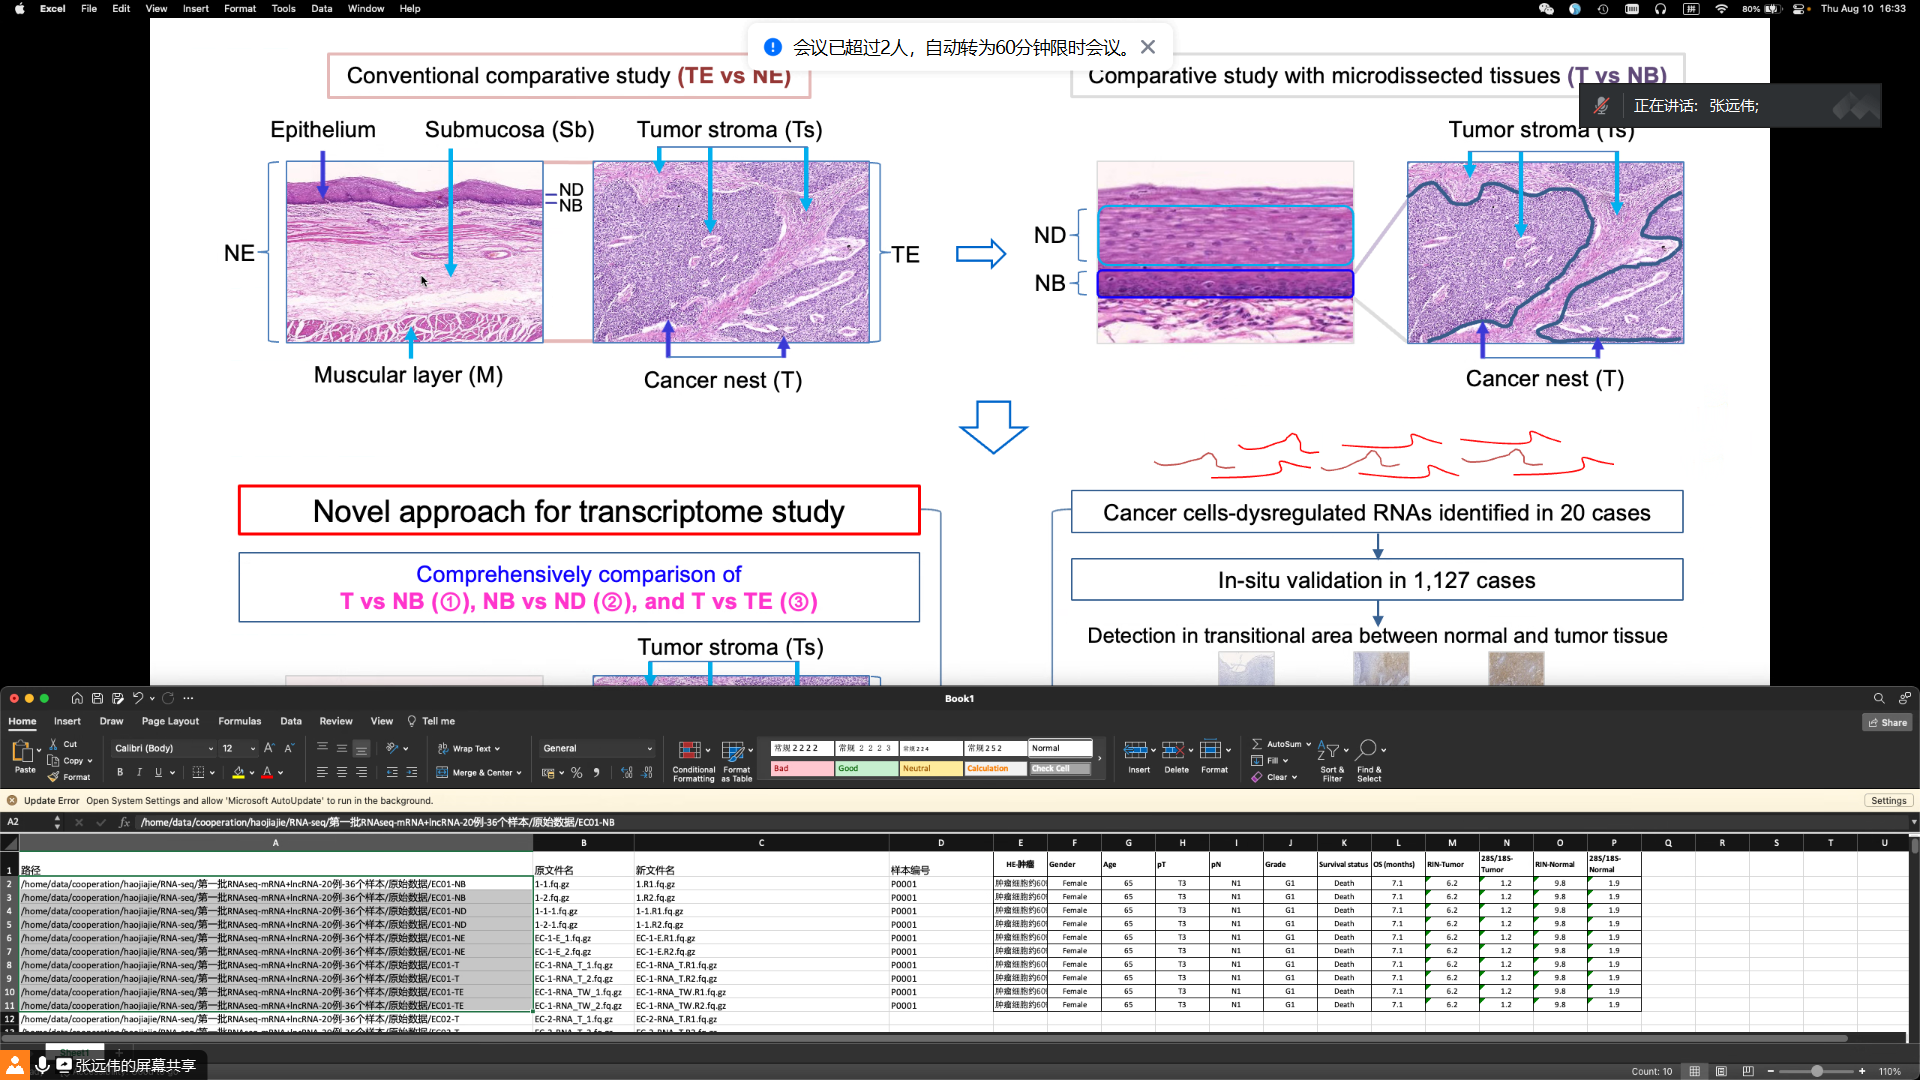 Excel File Edit View Insert Format Tools Data Window Help
80% Thu Aug 10 16:33
会议已超过2人，自动转为60分钟限时会议。
正在讲话: 张远伟;
Conventional comparative study (TE vs NE)
Comparative study with microdissected tissues (T vs NB)
Epithelium Submucosa (Sb) Tumor stroma (Ts)
Tumor stroma (Ts)
ND
NB
NE
TE
ND
NB
Muscular layer (M)
Cancer nest (T)
Cancer nest (T)
Novel approach for transcriptome study
Comprehensively comparison of
T vs NB (①), NB vs ND (②), and T vs TE (③)
Tumor stroma (Ts)
Cancer cells-dysregulated RNAs identified in 20 cases
In-situ validation in 1,127 cases
Detection in transitional area between normal and tumor tissue
Book1
Home Insert Draw Page Layout Formulas Data Review View Tell me
Share
Paste Cut Copy Format
Calibri (Body) 12
B I U
Wrap Text
Merge & Center
General
Conditional Formatting
Format as Table
常规 2 2 2 2 常规 2 2 2 3 常规 2 2 4 常规 2 5 2 Normal
Bad Good Neutral Calculation Check Cell
Insert Delete Format
AutoSum
Fill
Clear
Sort & Filter
Find & Select
Update Error Open System Settings and allow 'Microsoft AutoUpdate' to run in the background.
Settings
A2 fx /home/data/cooperation/haojiajie/RNA-seq/第一批RNAseq-mRNA+lncRNA-20例-36个样本/原始数据/EC01-NB
A B C D E F G H I J K L M N O P Q R S T U
1 路径 原文件名 新文件名 样本编号 HE-肿瘤 Gender Age pT pN Grade Survival status OS (months) RIN-Tumor 28S/18S-Tumor RIN-Normal 28S/18S-Normal
2 /home/data/cooperation/haojiajie/RNA-seq/第一批RNAseq-mRNA+lncRNA-20例-36个样本/原始数据/EC01-NB 1-1.fq.gz 1.R1.fq.gz P0001 肿瘤细胞约60 Female 65 T3 N1 G1 Death 7.1 6.2 1.2 9.8 1.9
3 /home/data/cooperation/haojiajie/RNA-seq/第一批RNAseq-mRNA+lncRNA-20例-36个样本/原始数据/EC01-NB 1-2.fq.gz 1.R2.fq.gz P0001 肿瘤细胞约60 Female 65 T3 N1 G1 Death 7.1 6.2 1.2 9.8 1.9
4 /home/data/cooperation/haojiajie/RNA-seq/第一批RNAseq-mRNA+lncRNA-20例-36个样本/原始数据/EC01-ND 1-1-1.fq.gz 1-1.R1.fq.gz P0001 肿瘤细胞约60 Female 65 T3 N1 G1 Death 7.1 6.2 1.2 9.8 1.9
5 /home/data/cooperation/haojiajie/RNA-seq/第一批RNAseq-mRNA+lncRNA-20例-36个样本/原始数据/EC01-ND 1-2-1.fq.gz 1-1.R2.fq.gz P0001 肿瘤细胞约60 Female 65 T3 N1 G1 Death 7.1 6.2 1.2 9.8 1.9
6 /home/data/cooperation/haojiajie/RNA-seq/第一批RNAseq-mRNA+lncRNA-20例-36个样本/原始数据/EC01-NE EC-1-E_1.fq.gz EC-1-E.R1.fq.gz P0001 肿瘤细胞约60 Female 65 T3 N1 G1 Death 7.1 6.2 1.2 9.8 1.9
7 /home/data/cooperation/haojiajie/RNA-seq/第一批RNAseq-mRNA+lncRNA-20例-36个样本/原始数据/EC01-NE EC-1-E_2.fq.gz EC-1-E.R2.fq.gz P0001 肿瘤细胞约60 Female 65 T3 N1 G1 Death 7.1 6.2 1.2 9.8 1.9
8 /home/data/cooperation/haojiajie/RNA-seq/第一批RNAseq-mRNA+lncRNA-20例-36个样本/原始数据/EC01-T EC-1-RNA_T_1.fq.gz EC-1-RNA_T.R1.fq.gz P0001 肿瘤细胞约60 Female 65 T3 N1 G1 Death 7.1 6.2 1.2 9.8 1.9
9 /home/data/cooperation/haojiajie/RNA-seq/第一批RNAseq-mRNA+lncRNA-20例-36个样本/原始数据/EC01-T EC-1-RNA_T_2.fq.gz EC-1-RNA_T.R2.fq.gz P0001 肿瘤细胞约60 Female 65 T3 N1 G1 Death 7.1 6.2 1.2 9.8 1.9
10 /home/data/cooperation/haojiajie/RNA-seq/第一批RNAseq-mRNA+lncRNA-20例-36个样本/原始数据/EC01-TE EC-1-RNA_TW_1.fq.gz EC-1-RNA_TW.R1.fq.gz P0001 肿瘤细胞约60 Female 65 T3 N1 G1 Death 7.1 6.2 1.2 9.8 1.9
11 /home/data/cooperation/haojiajie/RNA-seq/第一批RNAseq-mRNA+lncRNA-20例-36个样本/原始数据/EC01-TE EC-1-RNA_TW_2.fq.gz EC-1-RNA_TW.R2.fq.gz P0001 肿瘤细胞约60 Female 65 T3 N1 G1 Death 7.1 6.2 1.2 9.8 1.9
12 /home/data/cooperation/haojiajie/RNA-seq/第一批RNAseq-mRNA+lncRNA-20例-36个样本/原始数据/EC02-T EC-2-RNA_T_1.fq.gz EC-2-RNA_T.R1.fq.gz
张远伟的屏幕共享
Count: 10 110%